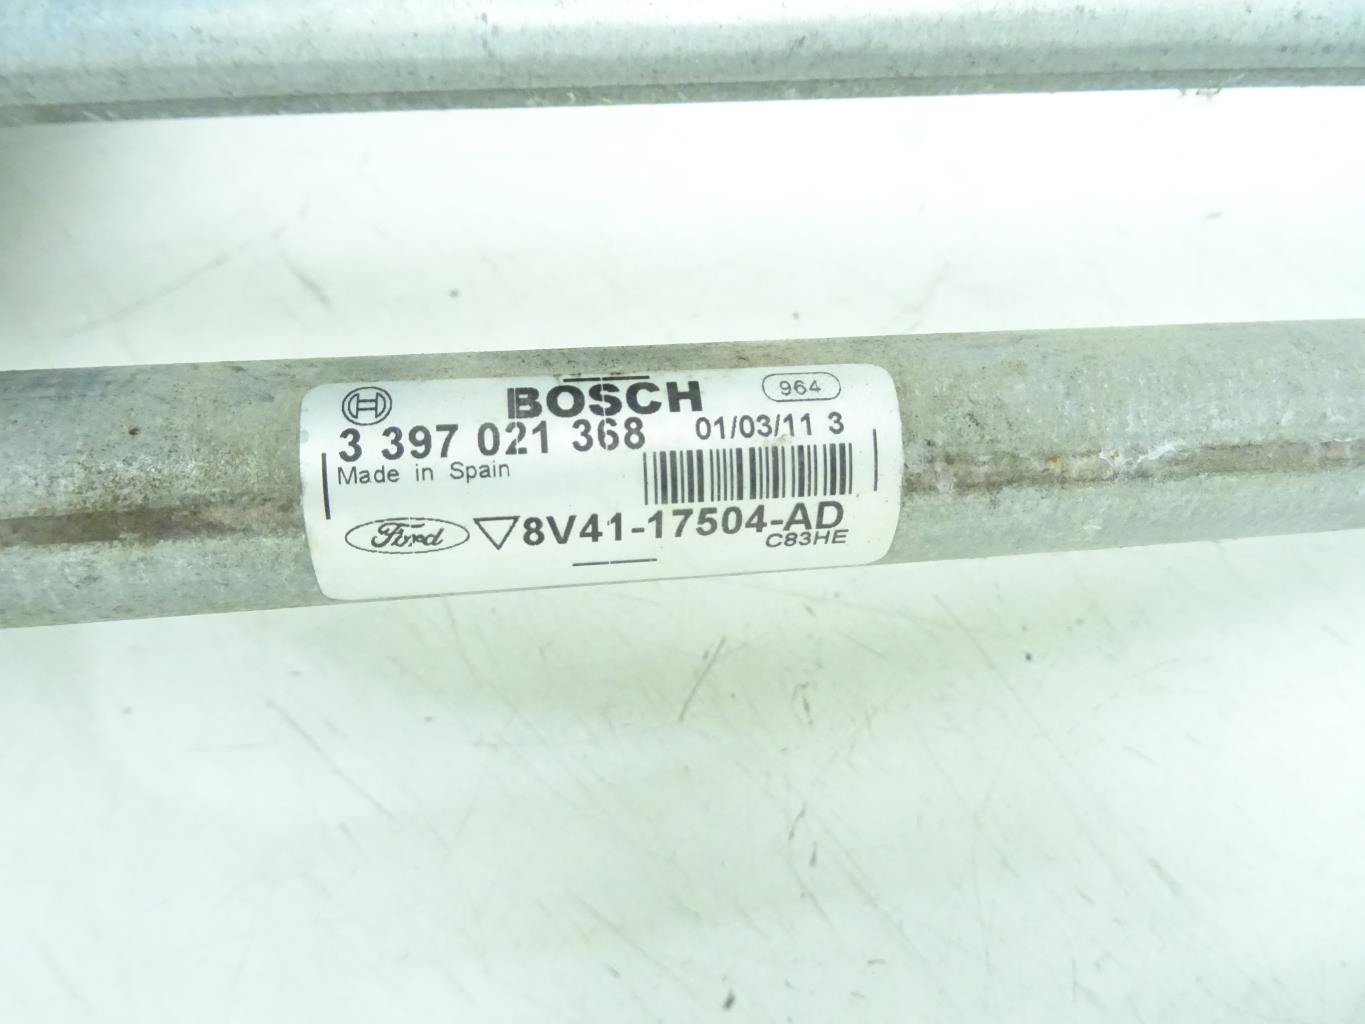 BOSCH 964
3 397 021 368 01/03/11 3
Made in Spain
Ford 8V41-17504-AD
C83HE